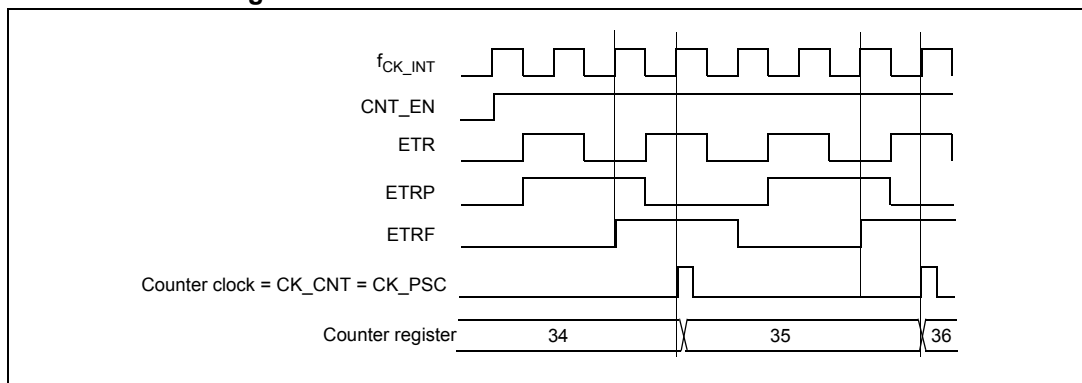 fCK_INT
CNT_EN
ETR
ETRP
ETRF
Counter clock = CK_CNT = CK_PSC
Counter register 34 35 36